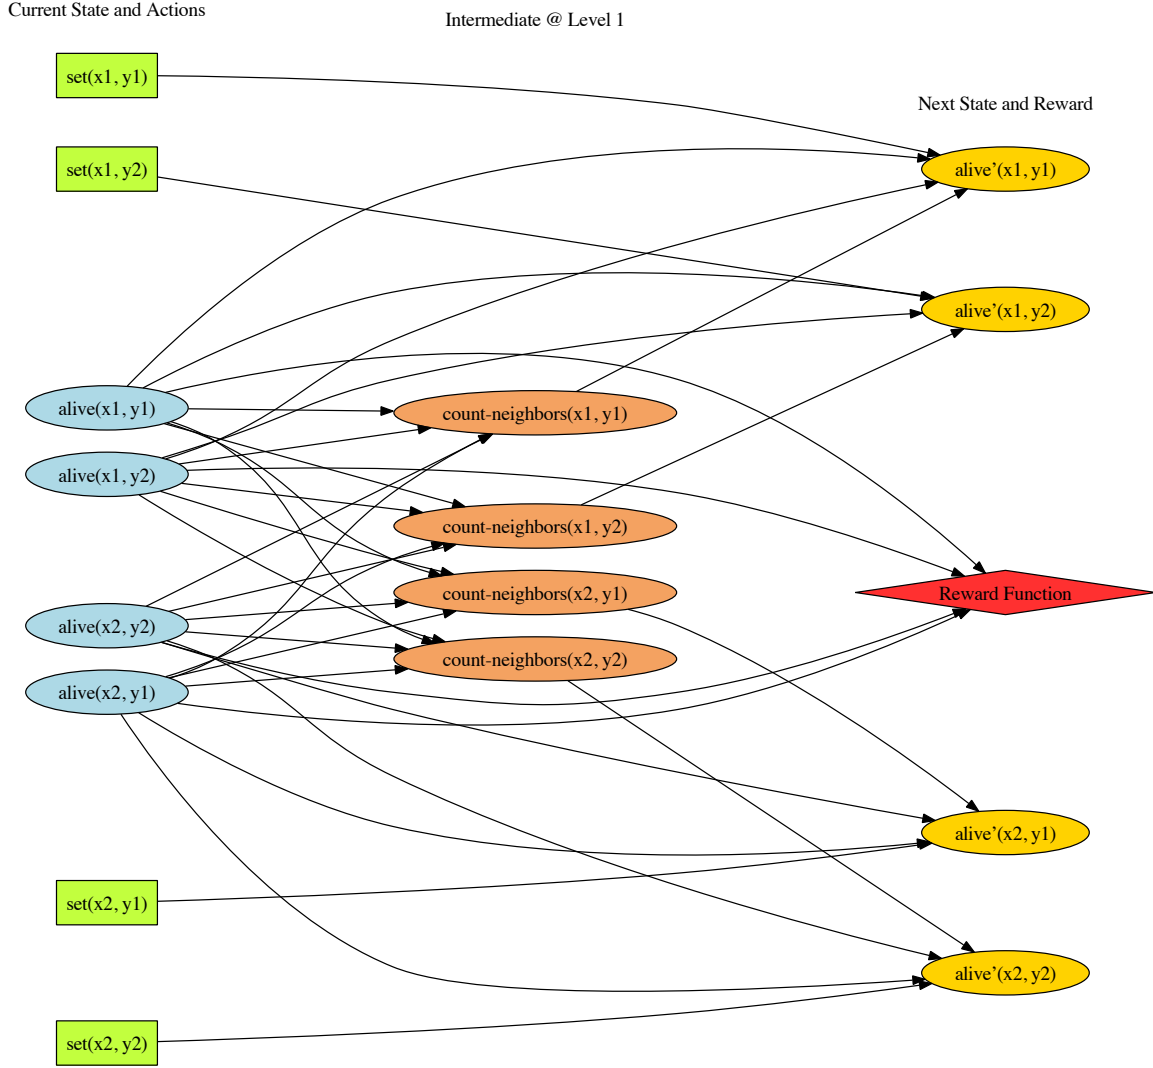 Current State and Actions
Intermediate @ Level 1
set(x1, y1)
Next State and Reward
set(x1, y2)
alive’(x1, y1)
alive’(x1, y2)
alive(x1, y1)
count-neighbors(x1, y1)
alive(x1, y2)
count-neighbors(x1, y2)
count-neighbors(x2, y1)
Reward Function
alive(x2, y2)
count-neighbors(x2, y2)
alive(x2, y1)
alive’(x2, y1)
set(x2, y1)
alive’(x2, y2)
set(x2, y2)